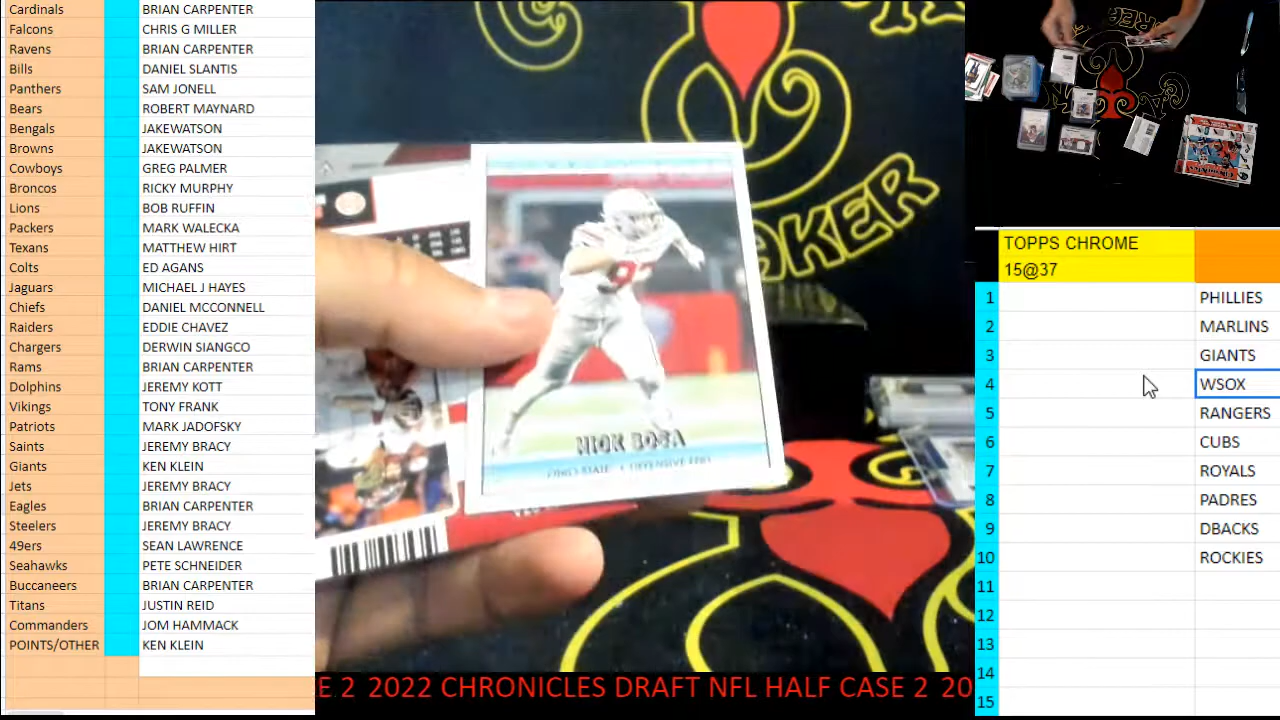 Cardinals BRIAN CARPENTER
Falcons CHRIS G MILLER
Ravens BRIAN CARPENTER
Bills DANIEL SLANTIS
Panthers SAM JONELL
Bears ROBERT MAYNARD
Bengals JAKEWATSON
Browns JAKEWATSON
Cowboys GREG PALMER
Broncos RICKY MURPHY
Lions BOB RUFFIN
Packers MARK WALECKA
Texans MATTHEW HIRT
Colts ED AGANS
Jaguars MICHAEL J HAYES
Chiefs DANIEL MCCONNELL
Raiders EDDIE CHAVEZ
Chargers DERWIN SIANGCO
Rams BRIAN CARPENTER
Dolphins JEREMY KOTT
Vikings TONY FRANK
Patriots MARK JADOFSKY
Saints JEREMY BRACY
Giants KEN KLEIN
Jets JEREMY BRACY
Eagles BRIAN CARPENTER
Steelers JEREMY BRACY
49ers SEAN LAWRENCE
Seahawks PETE SCHNEIDER
Buccaneers BRIAN CARPENTER
Titans JUSTIN REID
Commanders JOM HAMMACK
POINTS/OTHER KEN KLEIN
AKER
NICK BOSA
OHIO STATE • DEFENSIVE END
E 2 2022 CHRONICLES DRAFT NFL HALF CASE 2 20
TOPPS CHROME
15@37
1 PHILLIES
2 MARLINS
3 GIANTS
4 WSOX
5 RANGERS
6 CUBS
7 ROYALS
8 PADRES
9 DBACKS
10 ROCKIES
11
12
13
14
15